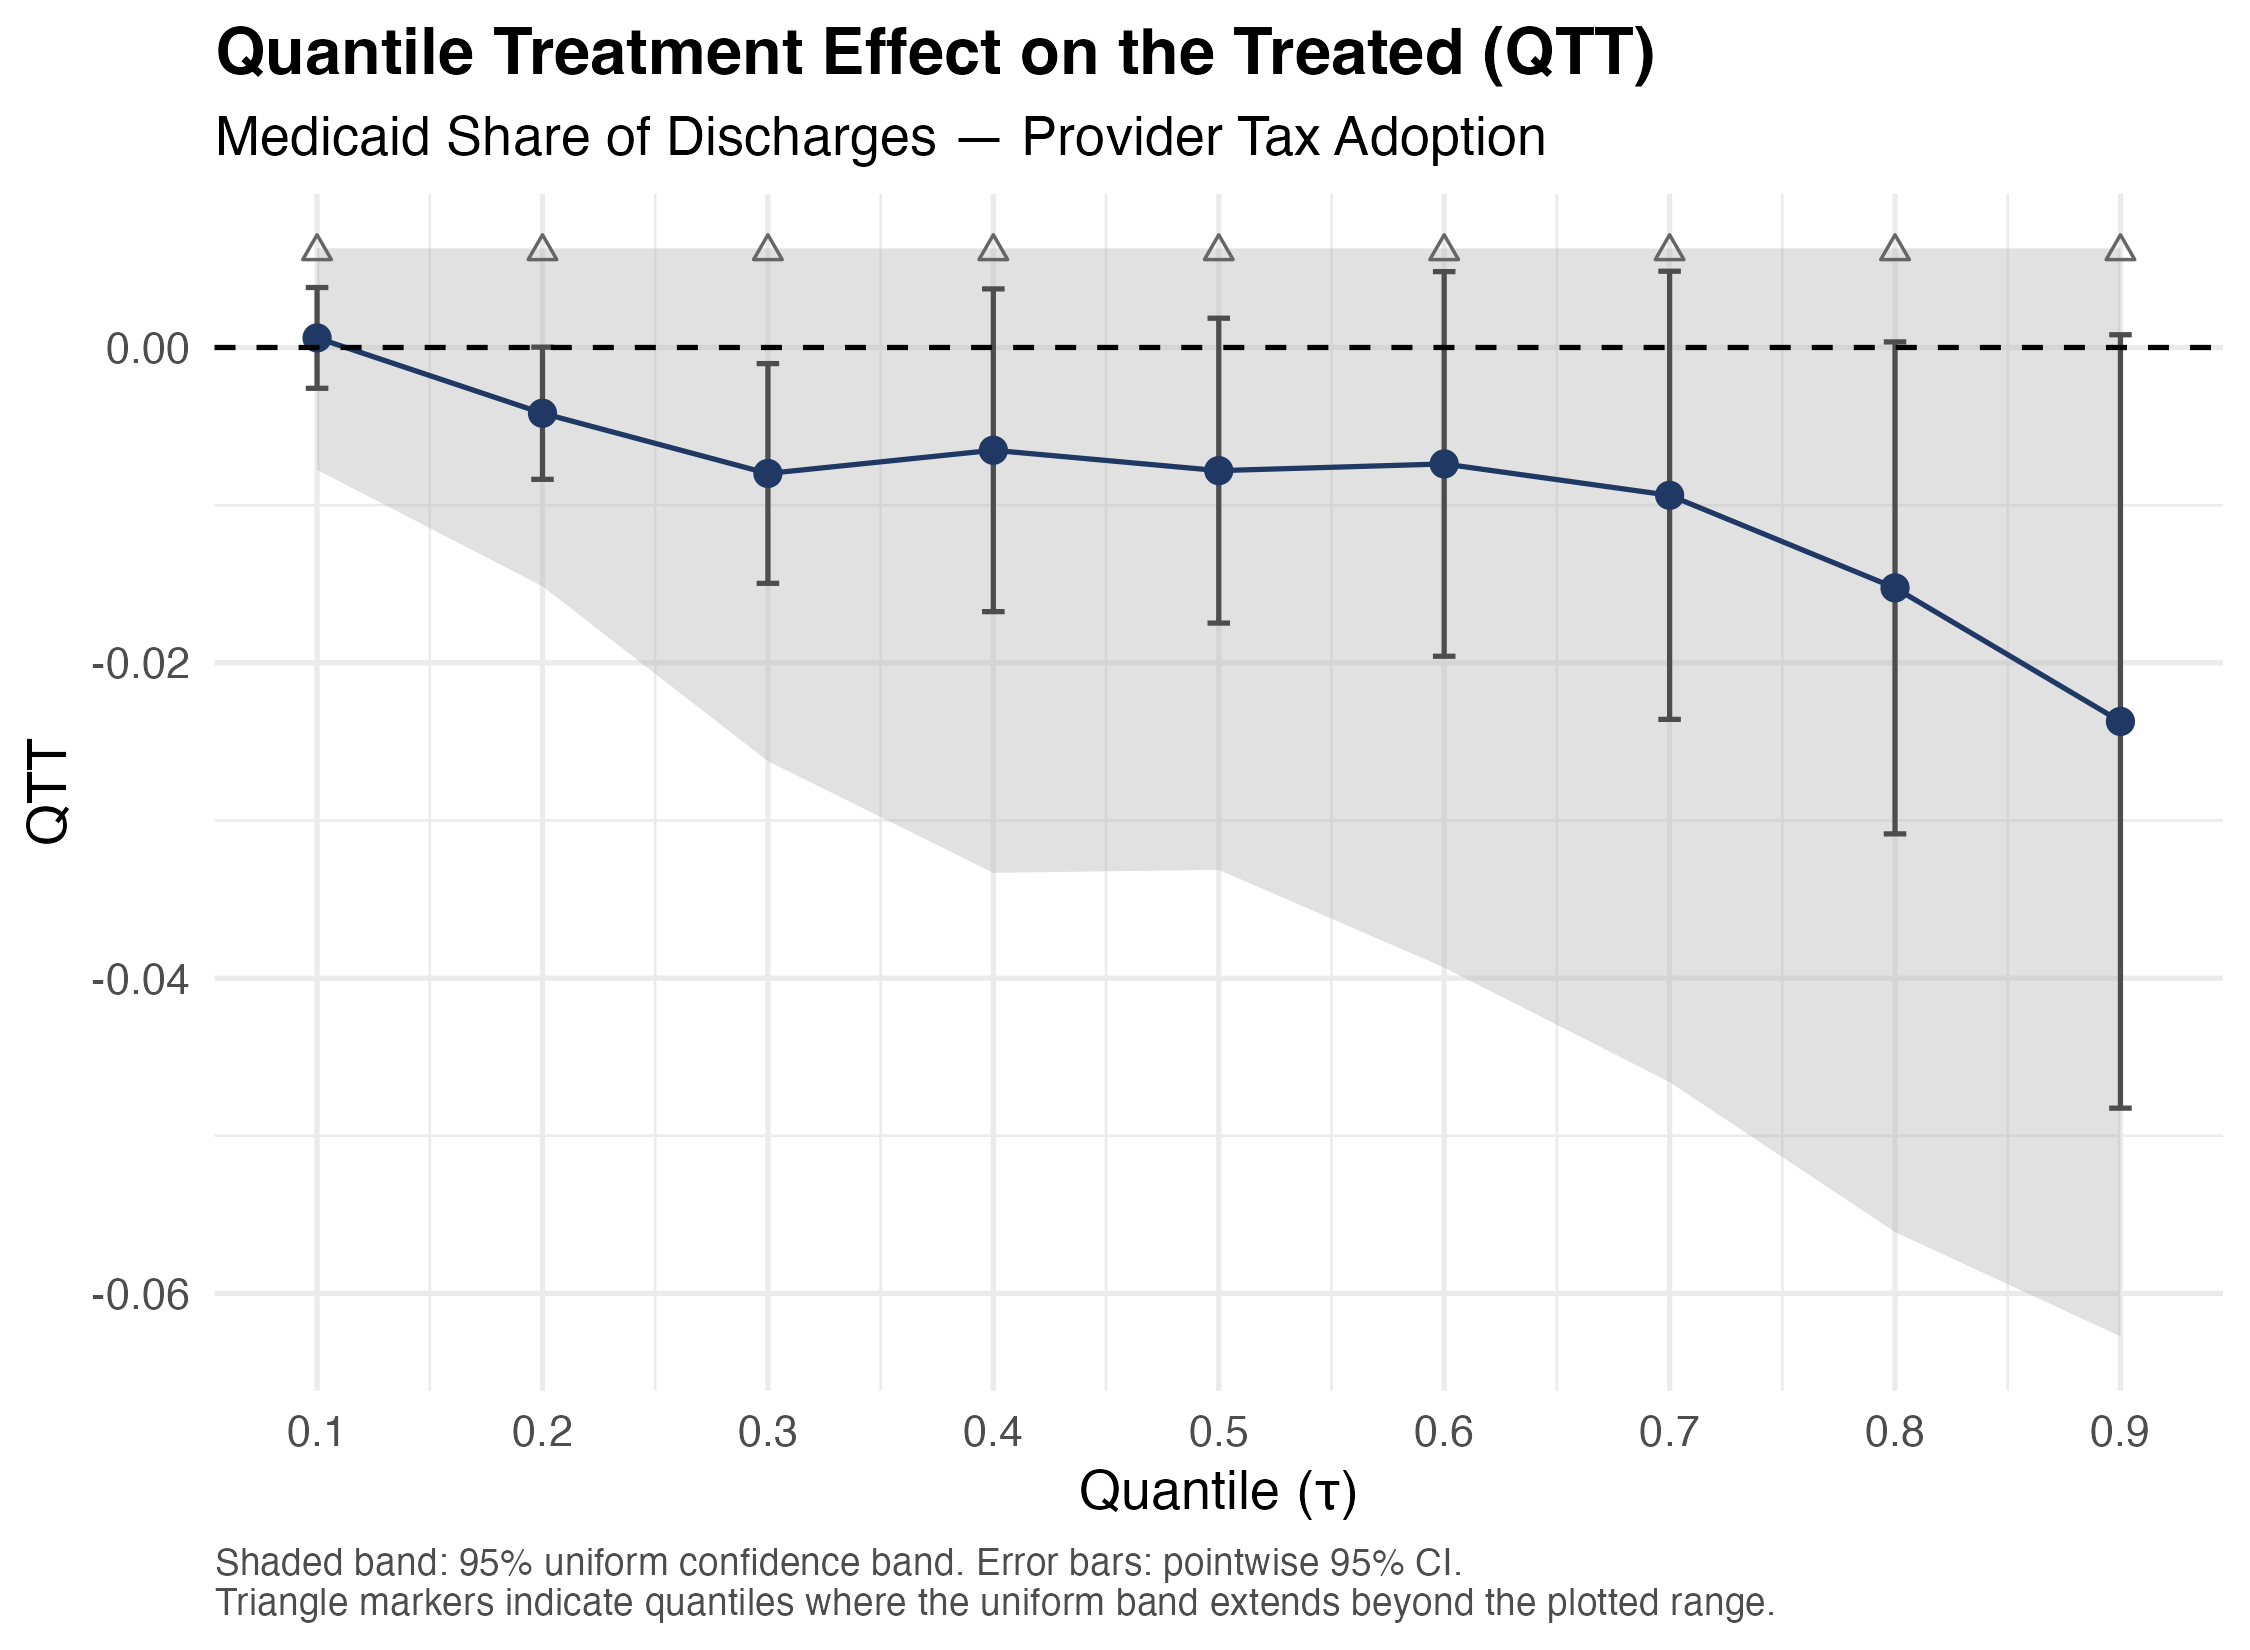 Quantile Treatment Effect on the Treated (QTT)
Medicaid Share of Discharges — Provider Tax Adoption
QTT
0.00
-0.02
-0.04
-0.06
0.1 0.2 0.3 0.4 0.5 0.6 0.7 0.8 0.9
Quantile (τ)
Shaded band: 95% uniform confidence band. Error bars: pointwise 95% CI.
Triangle markers indicate quantiles where the uniform band extends beyond the plotted range.